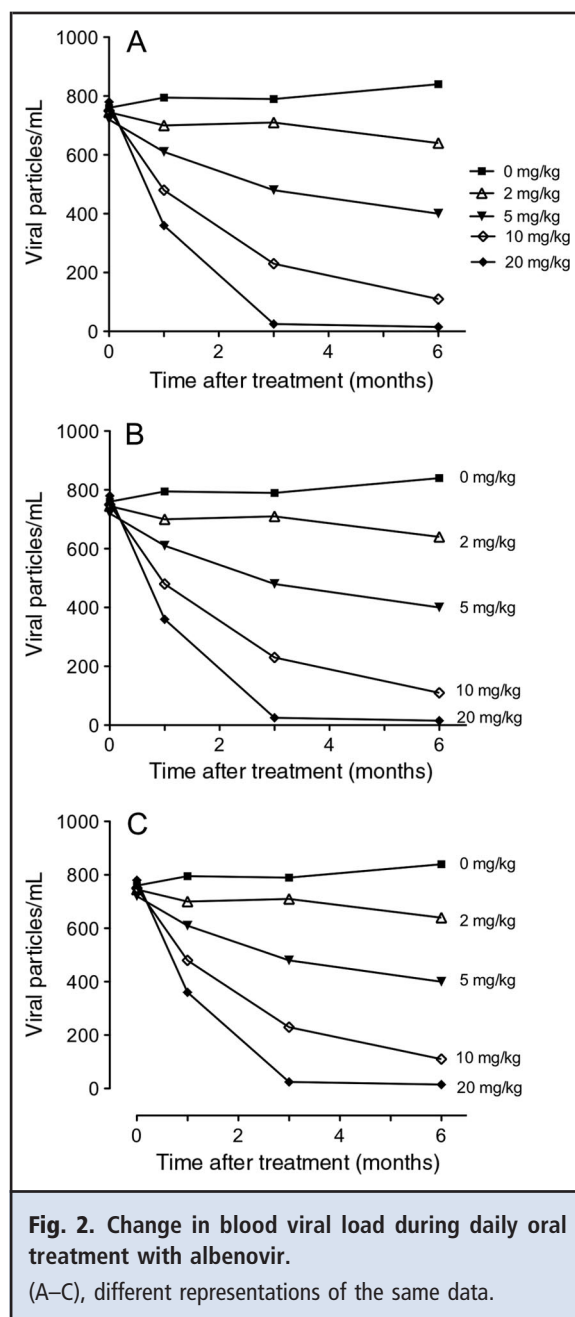 A
1000
800
600
400
200
0
Viral particles/mL
0 2 4 6
Time after treatment (months)
0 mg/kg
2 mg/kg
5 mg/kg
10 mg/kg
20 mg/kg
B
1000
800
600
400
200
0
Viral particles/mL
0 2 4 6
Time after treatment (months)
0 mg/kg
2 mg/kg
5 mg/kg
10 mg/kg
20 mg/kg
C
1000
800
600
400
200
0
Viral particles/mL
0 2 4 6
Time after treatment (months)
0 mg/kg
2 mg/kg
5 mg/kg
10 mg/kg
20 mg/kg
Fig. 2. Change in blood viral load during daily oral
treatment with albenovir.
(A–C), different representations of the same data.